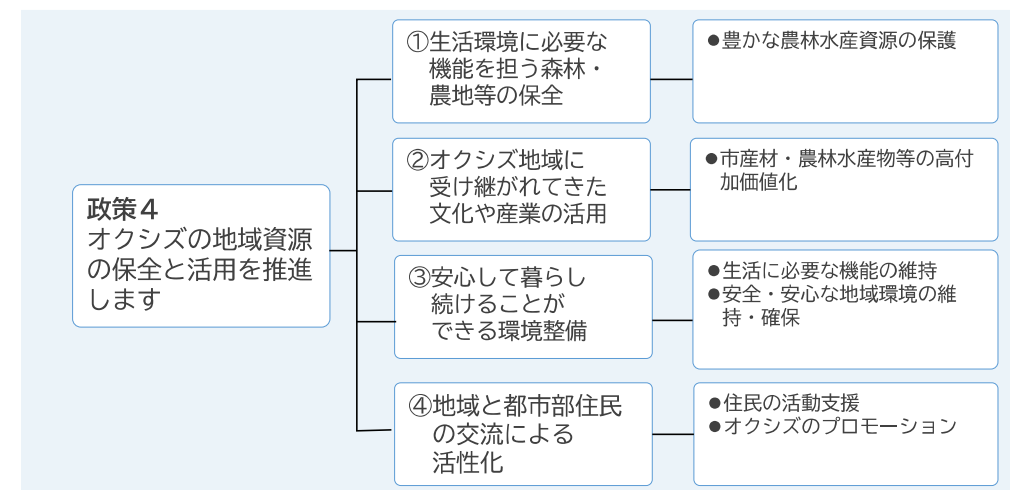 政策４
オクシズの地域資源
の保全と活用を推進
します
①生活環境に必要な
機能を担う森林・
農地等の保全
●豊かな農林水産資源の保護
②オクシズ地域に
受け継がれてきた
文化や産業の活用
●市産材・農林水産物等の高付
加価値化
③安心して暮らし
続けることが
できる環境整備
●生活に必要な機能の維持
●安全・安心な地域環境の維
持・確保
④地域と都市部住民
の交流による
活性化
●住民の活動支援
●オクシズのプロモーション